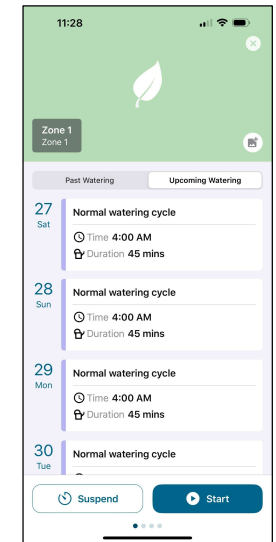 11:28
Zone 1
Zone 1
Past Watering
Upcoming Watering
27
Sat
Normal watering cycle
Time 4:00 AM
Duration 45 mins
28
Sun
Normal watering cycle
Time 4:00 AM
Duration 45 mins
29
Mon
Normal watering cycle
Time 4:00 AM
Duration 45 mins
30
Tue
Normal watering cycle
Suspend
Start